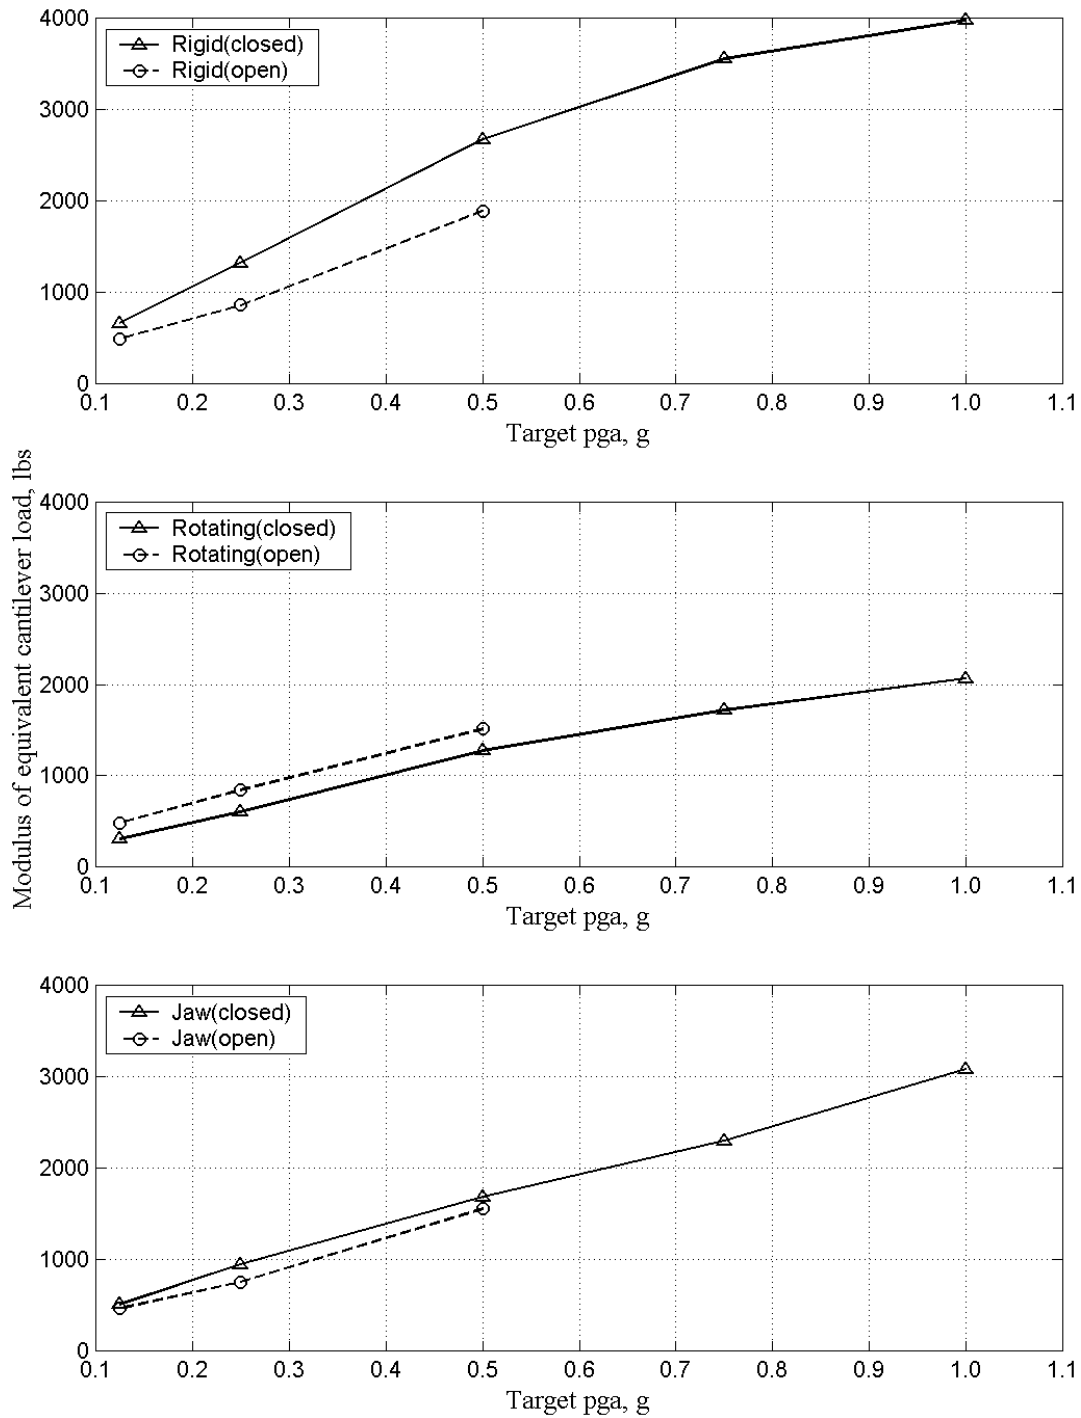 4000
3000
2000
1000
0
Rigid(closed)
Rigid(open)
0.1 0.2 0.3 0.4 0.5 0.6 0.7 0.8 0.9 1.0 1.1
Target pga, g
Modulus of equivalent cantilever load, lbs
4000
3000
2000
1000
0
Rotating(closed)
Rotating(open)
0.1 0.2 0.3 0.4 0.5 0.6 0.7 0.8 0.9 1.0 1.1
Target pga, g
4000
3000
2000
1000
0
Jaw(closed)
Jaw(open)
0.1 0.2 0.3 0.4 0.5 0.6 0.7 0.8 0.9 1.0 1.1
Target pga, g